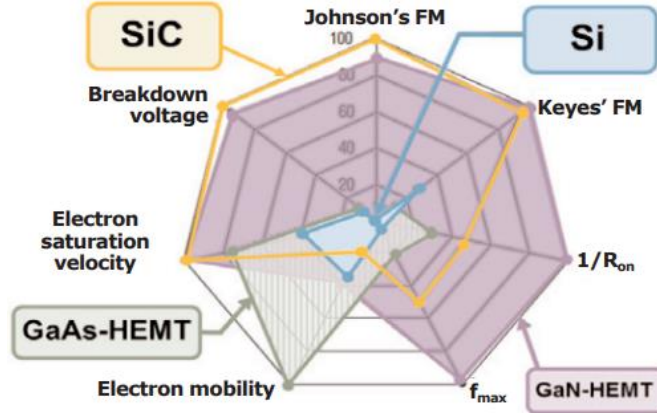 Johnson's FM
SiC
Si
100
80
60
40
20
Breakdown
voltage
Keyes' FM
Electron
saturation
velocity
1/Ron
GaAs-HEMT
Electron mobility
fmax
GaN-HEMT